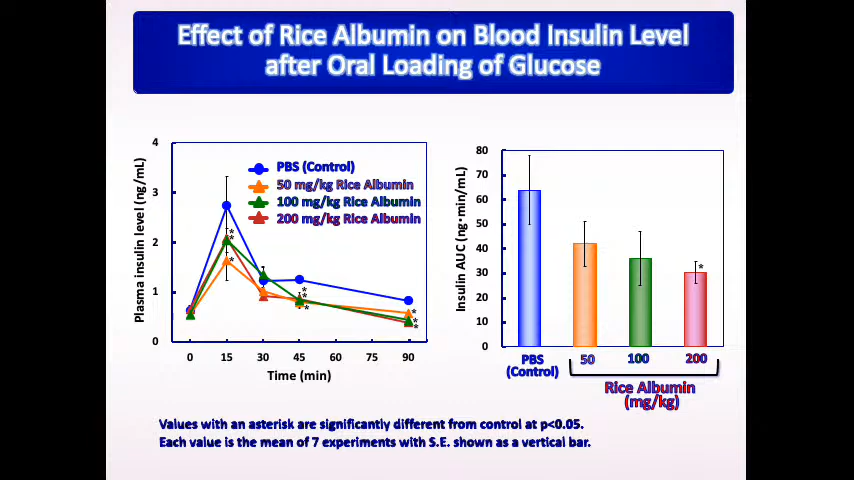 Effect of Rice Albumin on Blood Insulin Level
after Oral Loading of Glucose
Plasma insulin level (ng/mL)
4
3
2
1
0
PBS (Control)
50 mg/kg Rice Albumin
100 mg/kg Rice Albumin
200 mg/kg Rice Albumin
*
*
*
*
*
*
*
*
*
0 15 30 45 60 75 90
Time (min)
Insulin AUC (ng·min/mL)
80
70
60
50
40
30
20
10
0
*
PBS
(Control)
50 100 200
Rice Albumin
(mg/kg)
Values with an asterisk are significantly different from control at p<0.05.
Each value is the mean of 7 experiments with S.E. shown as a vertical bar.